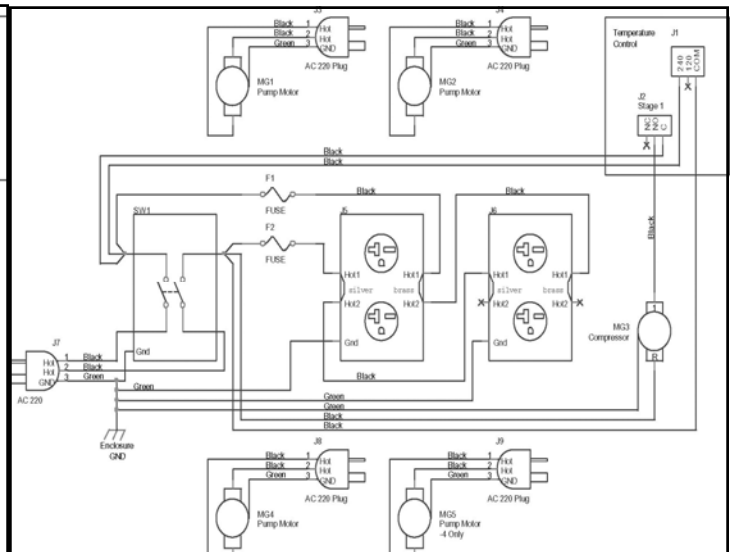 J3
Black 1 Hot
Black 2 Hot
Green 3 GND
AC 220 Plug
MG1
Pump Motor
J4
Black 1 Hot
Black 2 Hot
Green 3 GND
AC 220 Plug
MG2
Pump Motor
Temperature
Control
J1
240
120
COM
J2
Stage 1
NC
NO
C
Black
Black
F1
FUSE
Black
Black
SW1
F2
FUSE
J5
J6
Hot1 Hot1
silver brass
Hot2 Hot2
Gnd
Hot1 Hot1
silver brass
Hot2 Hot2
Gnd
Black
1
MG3
Compressor
R
Gnd
J7
Hot 1 Black
Hot 2 Black
GND 3 Green
AC 220
Green
Black
Green
Green
Black
Black
Enclosure
GND
J8
Black 1 Hot
Black 2 Hot
Green 3 GND
AC 220 Plug
MG4
Pump Motor
J9
Black 1 Hot
Black 2 Hot
Green 3 GND
AC 220 Plug
MG5
Pump Motor
-4 Only